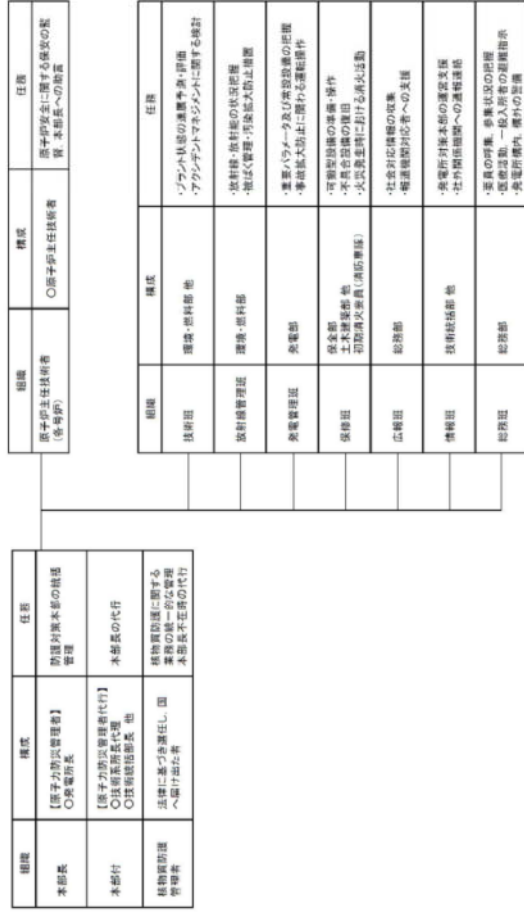 組織
構成
任務
本部長
【原子力防災管理者】
〇発電所長
防護対策本部の統括
管理
本部付
【原子力防災管理者代行】
〇技術系所長代理
〇技術統括部長 他
本部長の代行
核物質防護
管理者
法律に基づき選任し、国
へ届け出た者
核物質防護に関する
業務の統一的な管理
本部長不在時の代行
組織
構成
任務
原子炉主任技術者
(各号炉)
〇原子炉主任技術者
原子炉安全に関する保安の監
督、本部長への助言
組織
構成
任務
技術班
環境・燃料部 他
・プラント状態の進展予測・評価
・アクシデントマネジメントに関する検討
放射線管理班
環境・燃料部
・放射線・放射能の状況把握
・被ばく管理・汚染拡大防止措置
発電管理班
発電部
・重要パラメータ及び常設設備の把握
・事故拡大防止に関わる運転操作
保修班
保全部
土木建築部 他
初期消火要員(消防車隊)
・可搬型設備の準備・操作
・不具合設備の復旧
・火災発生時における消火活動
広報班
総務部
・社会対応情報の収集
・報道機関対応者への支援
情報班
技術統括部 他
・発電所対策本部の運営支援
・社外関係機関への通報連絡
総務班
総務部
・要員の呼集、参集状況の把握
・医療活動、一般入所者の避難指示
・発電所構内、構外の警備